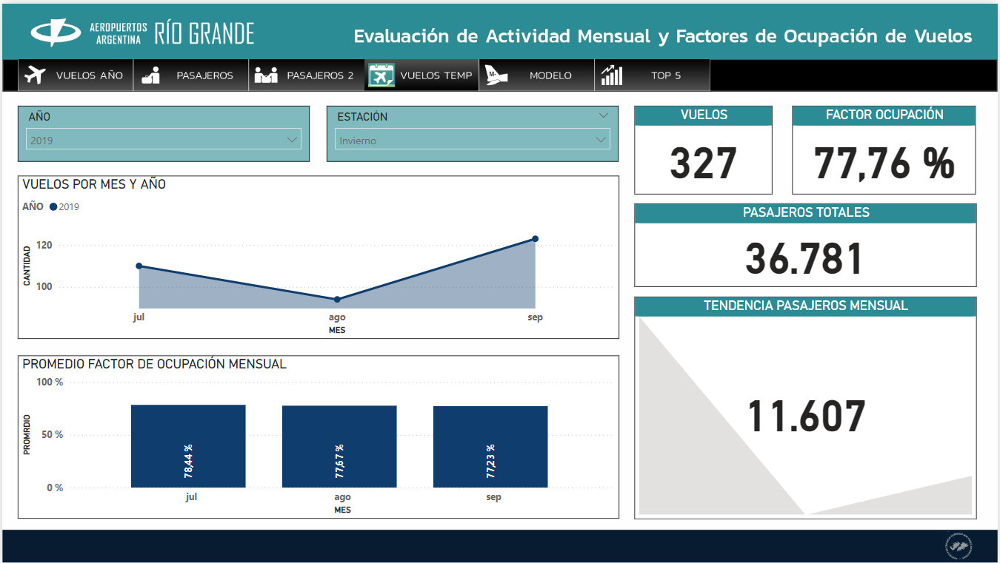 AEROPUERTOS
ARGENTINA
RÍO GRANDE
Evaluación de Actividad Mensual y Factores de Ocupación de Vuelos
VUELOS AÑO
PASAJEROS
PASAJEROS 2
VUELOS TEMP
M-
MODELO
TOP 5
AÑO
2019
ESTACIÓN
Invierno
VUELOS
327
FACTOR OCUPACIÓN
77,76 %
VUELOS POR MES Y AÑO
AÑO 2019
CANTIDAD
120
100
jul ago sep
MES
PASAJEROS TOTALES
36.781
TENDENCIA PASAJEROS MENSUAL
11.607
PROMEDIO FACTOR DE OCUPACIÓN MENSUAL
PROMRDIO
100 %
50 %
0 %
78,44 %
77,67 %
77,23 %
jul ago sep
MES